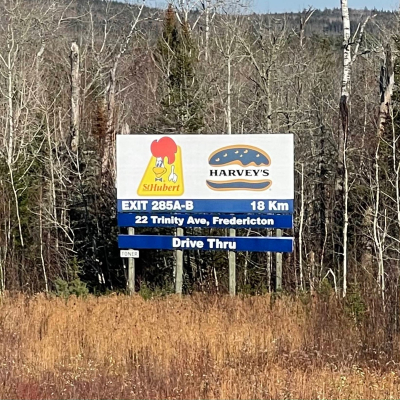 St-Hubert
HARVEY'S
EXIT 285A-B 18 Km
22 Trinity Ave, Fredericton
Drive Thru